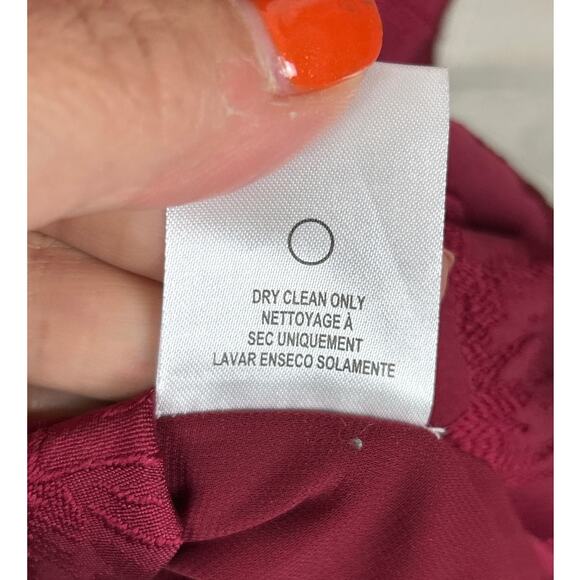 DRY CLEAN ONLY
NETTOYAGE À
SEC UNIQUEMENT
LAVAR ENSECO SOLAMENTE